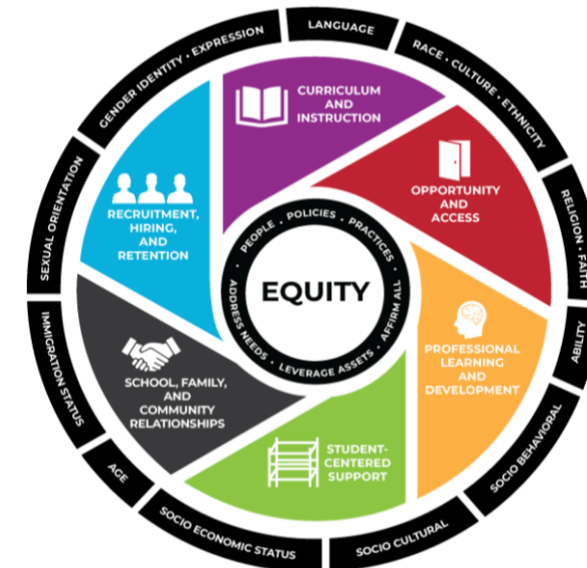 GENDER IDENTITY • EXPRESSION
LANGUAGE
RACE • CULTURE • ETHNICITY
RELIGION • FAITH
ABILITY
SOCIO BEHAVIORAL
SOCIO CULTURAL
SOCIO ECONOMIC STATUS
AGE
IMMIGRATION STATUS
SEXUAL ORIENTATION
CURRICULUM
AND
INSTRUCTION
OPPORTUNITY
AND
ACCESS
PROFESSIONAL
LEARNING
AND
DEVELOPMENT
STUDENT-
CENTERED
SUPPORT
SCHOOL, FAMILY,
AND
COMMUNITY
RELATIONSHIPS
RECRUITMENT,
HIRING,
AND
RETENTION
• PEOPLE • POLICIES • PRACTICES •
ADDRESS NEEDS • LEVERAGE ASSETS • AFFIRM ALL
EQUITY